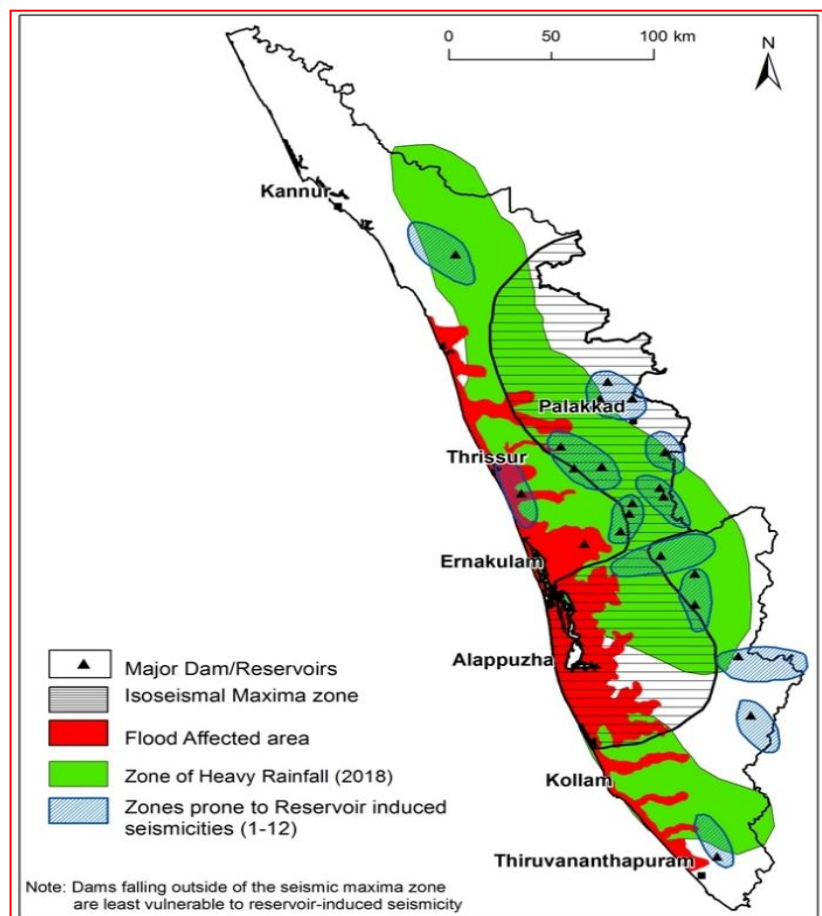 0 50 100 km
N
Kannur
Palakkad
Thrissur
Ernakulam
Alappuzha
Kollam
Thiruvananthapuram
Major Dam/Reservoirs
Isoseismal Maxima zone
Flood Affected area
Zone of Heavy Rainfall (2018)
Zones prone to Reservoir induced
seismicities (1-12)
Note: Dams falling outside of the seismic maxima zone
are least vulnerable to reservoir-induced seismicity